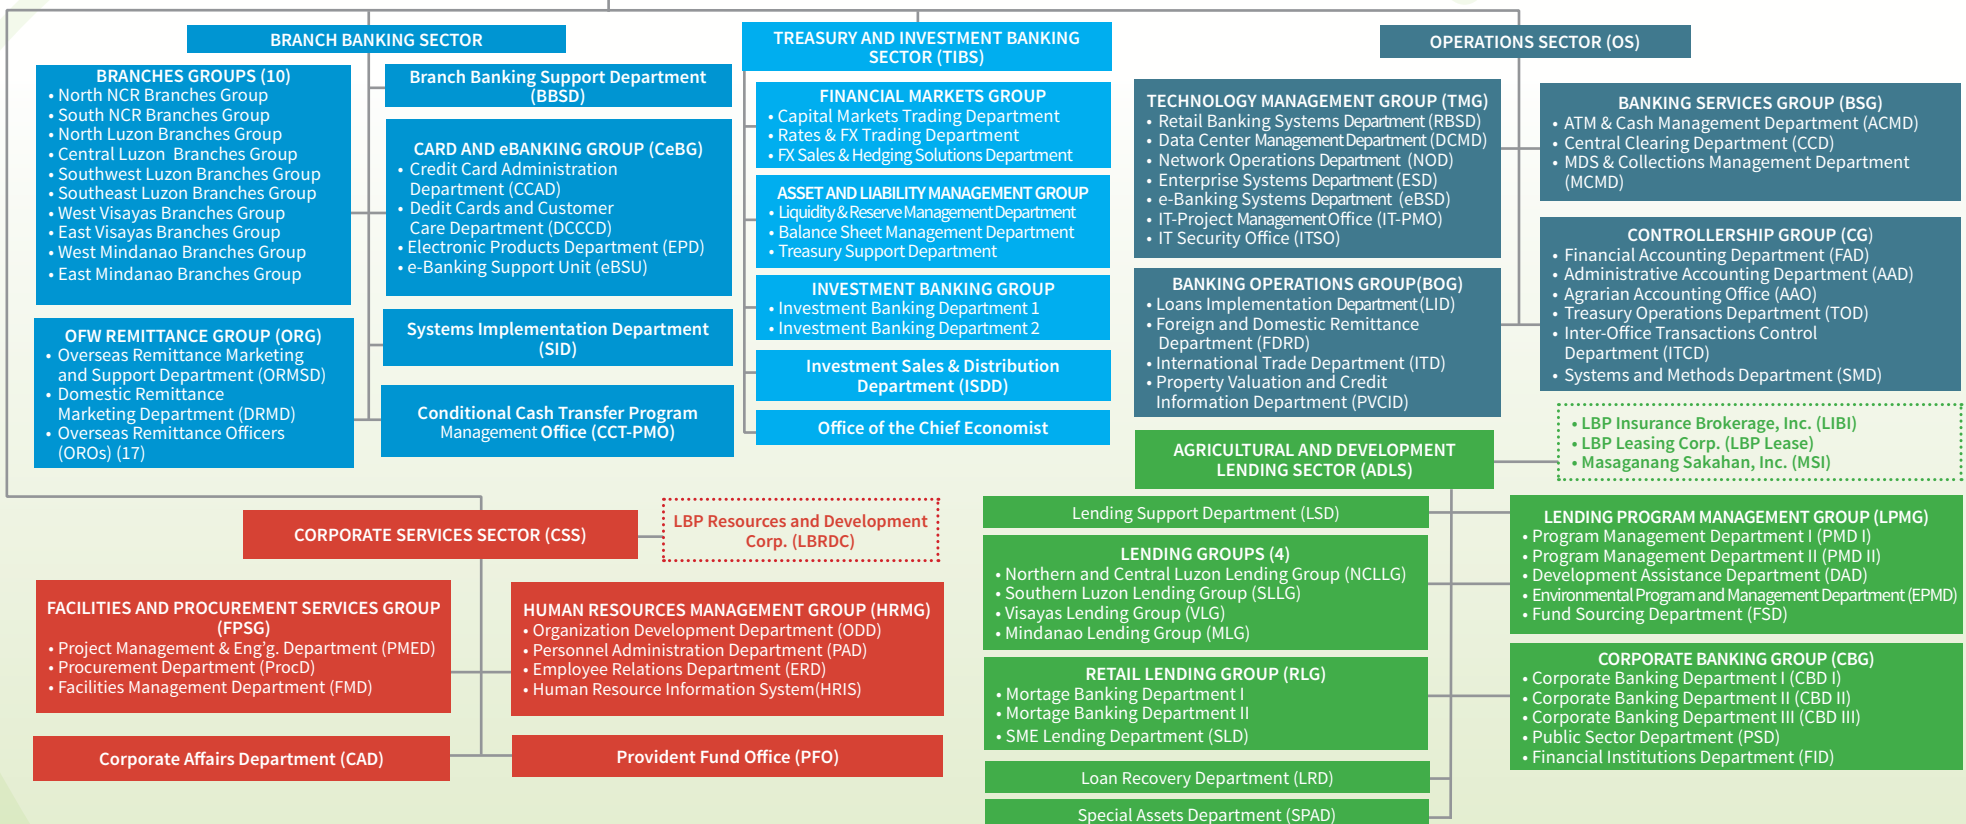 BRANCH BANKING SECTOR
BRANCHES GROUPS (10)
• North NCR Branches Group
• South NCR Branches Group
• North Luzon Branches Group
• Central Luzon Branches Group
• Southwest Luzon Branches Group
• Southeast Luzon Branches Group
• West Visayas Branches Group
• East Visayas Branches Group
• West Mindanao Branches Group
• East Mindanao Branches Group
OFW REMITTANCE GROUP (ORG)
• Overseas Remittance Marketing
and Support Department (ORMSD)
• Domestic Remittance
Marketing Department (DRMD)
• Overseas Remittance Officers
(OROs) (17)
Branch Banking Support Department
(BBSD)
CARD AND eBANKING GROUP (CeBG)
• Credit Card Administration
Department (CCAD)
• Dedit Cards and Customer
Care Department (DCCCD)
• Electronic Products Department (EPD)
• e-Banking Support Unit (eBSU)
Systems Implementation Department
(SID)
Conditional Cash Transfer Program
Management Office (CCT-PMO)
TREASURY AND INVESTMENT BANKING
SECTOR (TIBS)
FINANCIAL MARKETS GROUP
• Capital Markets Trading Department
• Rates & FX Trading Department
• FX Sales & Hedging Solutions Department
ASSET AND LIABILITY MANAGEMENT GROUP
• Liquidity & Reserve Management Department
• Balance Sheet Management Department
• Treasury Support Department
INVESTMENT BANKING GROUP
• Investment Banking Department 1
• Investment Banking Department 2
Investment Sales & Distribution
Department (ISDD)
Office of the Chief Economist
OPERATIONS SECTOR (OS)
TECHNOLOGY MANAGEMENT GROUP (TMG)
• Retail Banking Systems Department (RBSD)
• Data Center Management Department (DCMD)
• Network Operations Department (NOD)
• Enterprise Systems Department (ESD)
• e-Banking Systems Department (eBSD)
• IT-Project Management Office (IT-PMO)
• IT Security Office (ITSO)
BANKING OPERATIONS GROUP(BOG)
• Loans Implementation Department (LID)
• Foreign and Domestic Remittance
Department (FDRD)
• International Trade Department (ITD)
• Property Valuation and Credit
Information Department (PVCID)
BANKING SERVICES GROUP (BSG)
• ATM & Cash Management Department (ACMD)
• Central Clearing Department (CCD)
• MDS & Collections Management Department
(MCMD)
CONTROLLERSHIP GROUP (CG)
• Financial Accounting Department (FAD)
• Administrative Accounting Department (AAD)
• Agrarian Accounting Office (AAO)
• Treasury Operations Department (TOD)
• Inter-Office Transactions Control
Department (ITCD)
• Systems and Methods Department (SMD)
AGRICULTURAL AND DEVELOPMENT
LENDING SECTOR (ADLS)
• LBP Insurance Brokerage, Inc. (LIBI)
• LBP Leasing Corp. (LBP Lease)
• Masaganang Sakahan, Inc. (MSI)
Lending Support Department (LSD)
LENDING GROUPS (4)
• Northern and Central Luzon Lending Group (NCLLG)
• Southern Luzon Lending Group (SLLG)
• Visayas Lending Group (VLG)
• Mindanao Lending Group (MLG)
RETAIL LENDING GROUP (RLG)
• Mortage Banking Department I
• Mortage Banking Department II
• SME Lending Department (SLD)
Loan Recovery Department (LRD)
Special Assets Department (SPAD)
LENDING PROGRAM MANAGEMENT GROUP (LPMG)
• Program Management Department I (PMD I)
• Program Management Department II (PMD II)
• Development Assistance Department (DAD)
• Environmental Program and Management Department (EPMD)
• Fund Sourcing Department (FSD)
CORPORATE BANKING GROUP (CBG)
• Corporate Banking Department I (CBD I)
• Corporate Banking Department II (CBD II)
• Corporate Banking Department III (CBD III)
• Public Sector Department (PSD)
• Financial Institutions Department (FID)
CORPORATE SERVICES SECTOR (CSS)
LBP Resources and Development
Corp. (LBRDC)
FACILITIES AND PROCUREMENT SERVICES GROUP
(FPSG)
• Project Management & Eng’g. Department (PMED)
• Procurement Department (ProcD)
• Facilities Management Department (FMD)
HUMAN RESOURCES MANAGEMENT GROUP (HRMG)
• Organization Development Department (ODD)
• Personnel Administration Department (PAD)
• Employee Relations Department (ERD)
• Human Resource Information System(HRIS)
Corporate Affairs Department (CAD)
Provident Fund Office (PFO)